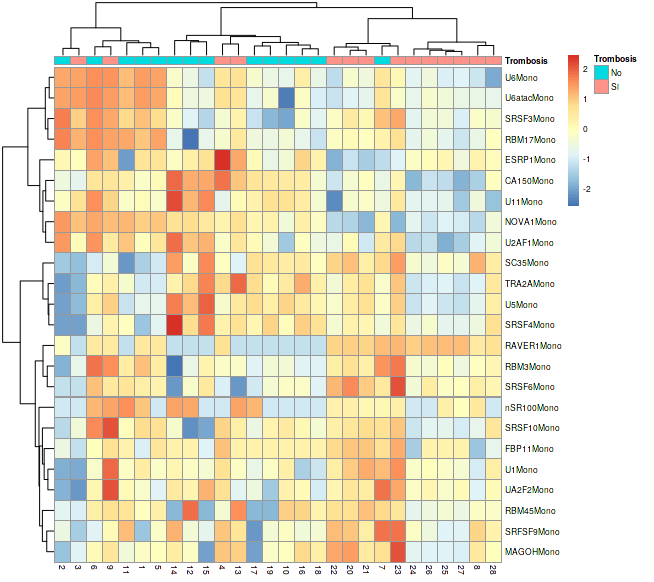 Trombosis
U6Mono
U6atacMono
SRSF3Mono
RBM17Mono
ESRP1Mono
CA150Mono
U11Mono
NOVA1Mono
U2AF1Mono
SC35Mono
TRA2AMono
U5Mono
SRSF4Mono
RAVER1Mono
RBM3Mono
SRSF6Mono
nSR100Mono
SRSF10Mono
FBP11Mono
U1Mono
UA2F2Mono
RBM45Mono
SRFSF9Mono
MAGOHMono
2 3 6 9 11 1 5 14 12 15 4 13 17 19 10 16 18 22 20 21 7 23 24 26 25 27 8 28
2
1
0
-1
-2
Trombosis
No
SI